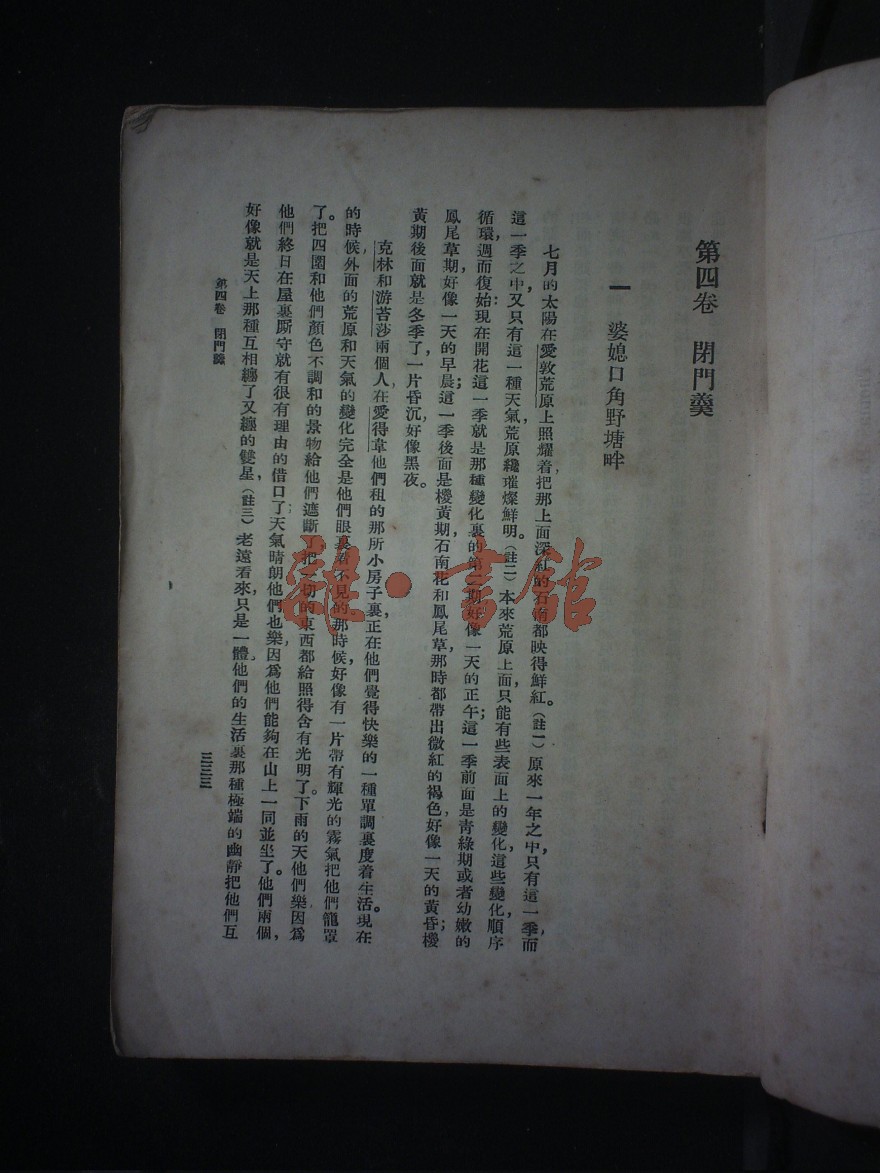 第四卷　閉門羹
一　婆媳口角野塘畔
七月的太陽在愛敦荒原上照耀着把那上面深紅的石南都映得鮮紅。(註一)原來一年之中只有這一季而
這一季之中，又只有這一種天氣荒原纔璀燦鮮明。(註二)本來荒原上面，只能有些表面上的變化，這些變化，順序
循環，週而復始；現在開花這一季，就是那種變化裏的第二期，好像一天的正午；這一季前面是青綠期或者幼嫩的
鳳尾草期，好像一天的早晨；這一季後面是椶黃期，石南花和鳳尾草，那時都帶出微紅的褐色，好像一天的黃昏；椶
黃期後面就是冬季了，一片昏沉，好像黑夜。
克林和游苔莎兩個人，在愛得韋他們租的那所小房子裏，正在他們覺得快樂的一種單調裏度着生活。現在
的時候，外面的荒原和天氣的變化，完全是他們眼裏看不見的。那時候好像有一片帶有輝光的霧氣，把他們籠罩
了。把四圍和他們顏色不調和的景物給他們遮斷了，把一切的東西都給照得含有光明了。下雨的天他們樂，因爲
他們終日在屋裏廝守，就有很有理由的借口了；天氣晴朗他們也樂，因爲他們能夠在山上一同並坐了。他們兩個，
好像就是天上那種互相纏了又纏的雙星，(註三)老遠看來，只是一體。他們的生活裏那種極端的幽靜，把他們互
第四卷　閉門羹
三三三
誰·書館